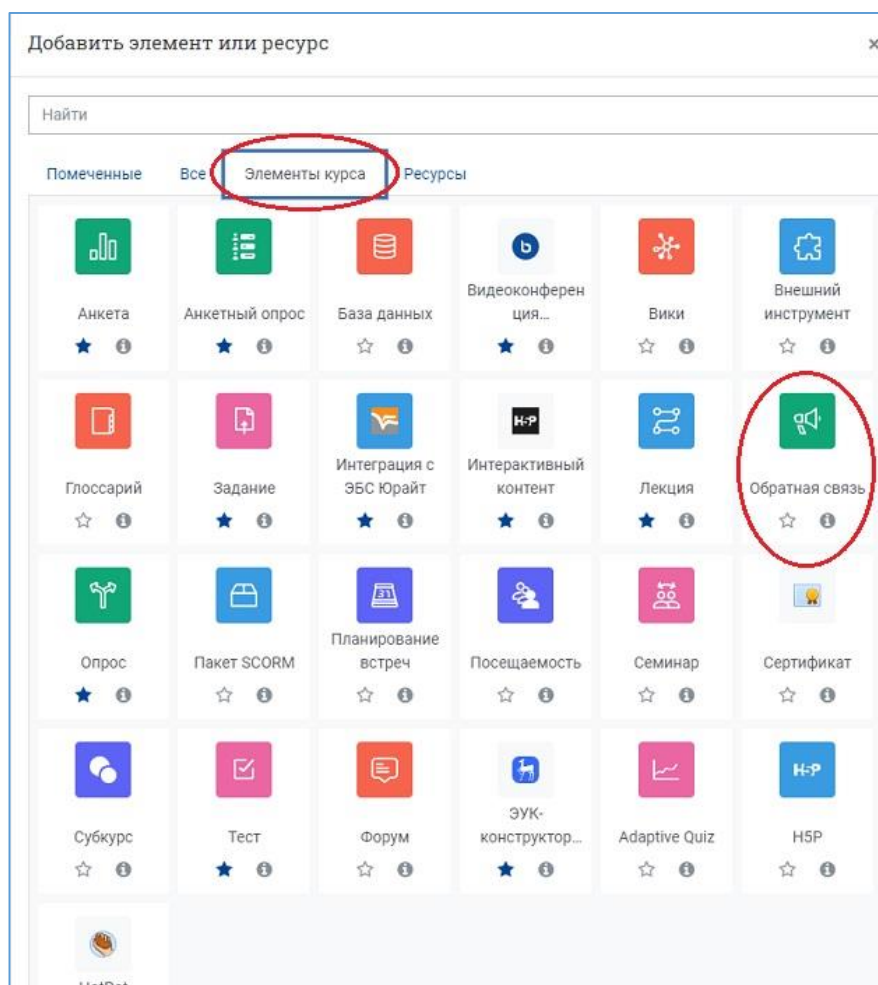 Добавить элемент или ресурс
Найти
Помеченные Все Элементы курса Ресурсы
Видеоконферен Внешний
Анкета Анкетный опрос База данных ция... Вики инструмент
Интеграция с Интерактивный
Глоссарий Задание ЭБС Юрайт контент Лекция Обратная связь
Планирование
Опрос Пакет SCORM встреч Посещаемость Семинар Сертификат
ЭУК-
Субкурс Тест Форум конструктор... Adaptive Quiz H5P